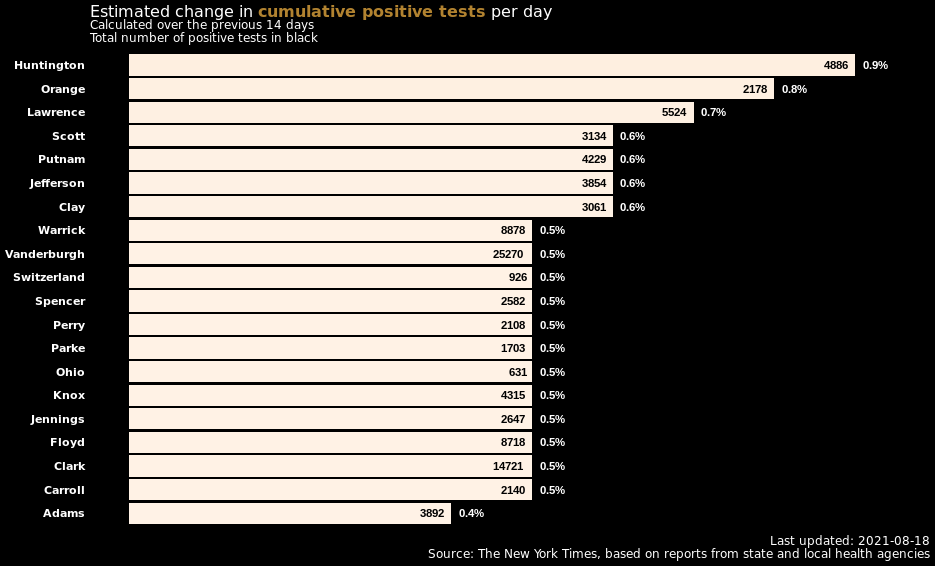 Estimated change in cumulative positive tests per day
Calculated over the previous 14 days
Total number of positive tests in black
Huntington 4886 0.9%
Orange 2178 0.8%
Lawrence 5524 0.7%
Scott 3134 0.6%
Putnam 4229 0.6%
Jefferson 3854 0.6%
Clay 3061 0.6%
Warrick 8878 0.5%
Vanderburgh 25270 0.5%
Switzerland 926 0.5%
Spencer 2582 0.5%
Perry 2108 0.5%
Parke 1703 0.5%
Ohio 631 0.5%
Knox 4315 0.5%
Jennings 2647 0.5%
Floyd 8718 0.5%
Clark 14721 0.5%
Carroll 2140 0.5%
Adams 3892 0.4%
Last updated: 2021-08-18
Source: The New York Times, based on reports from state and local health agencies